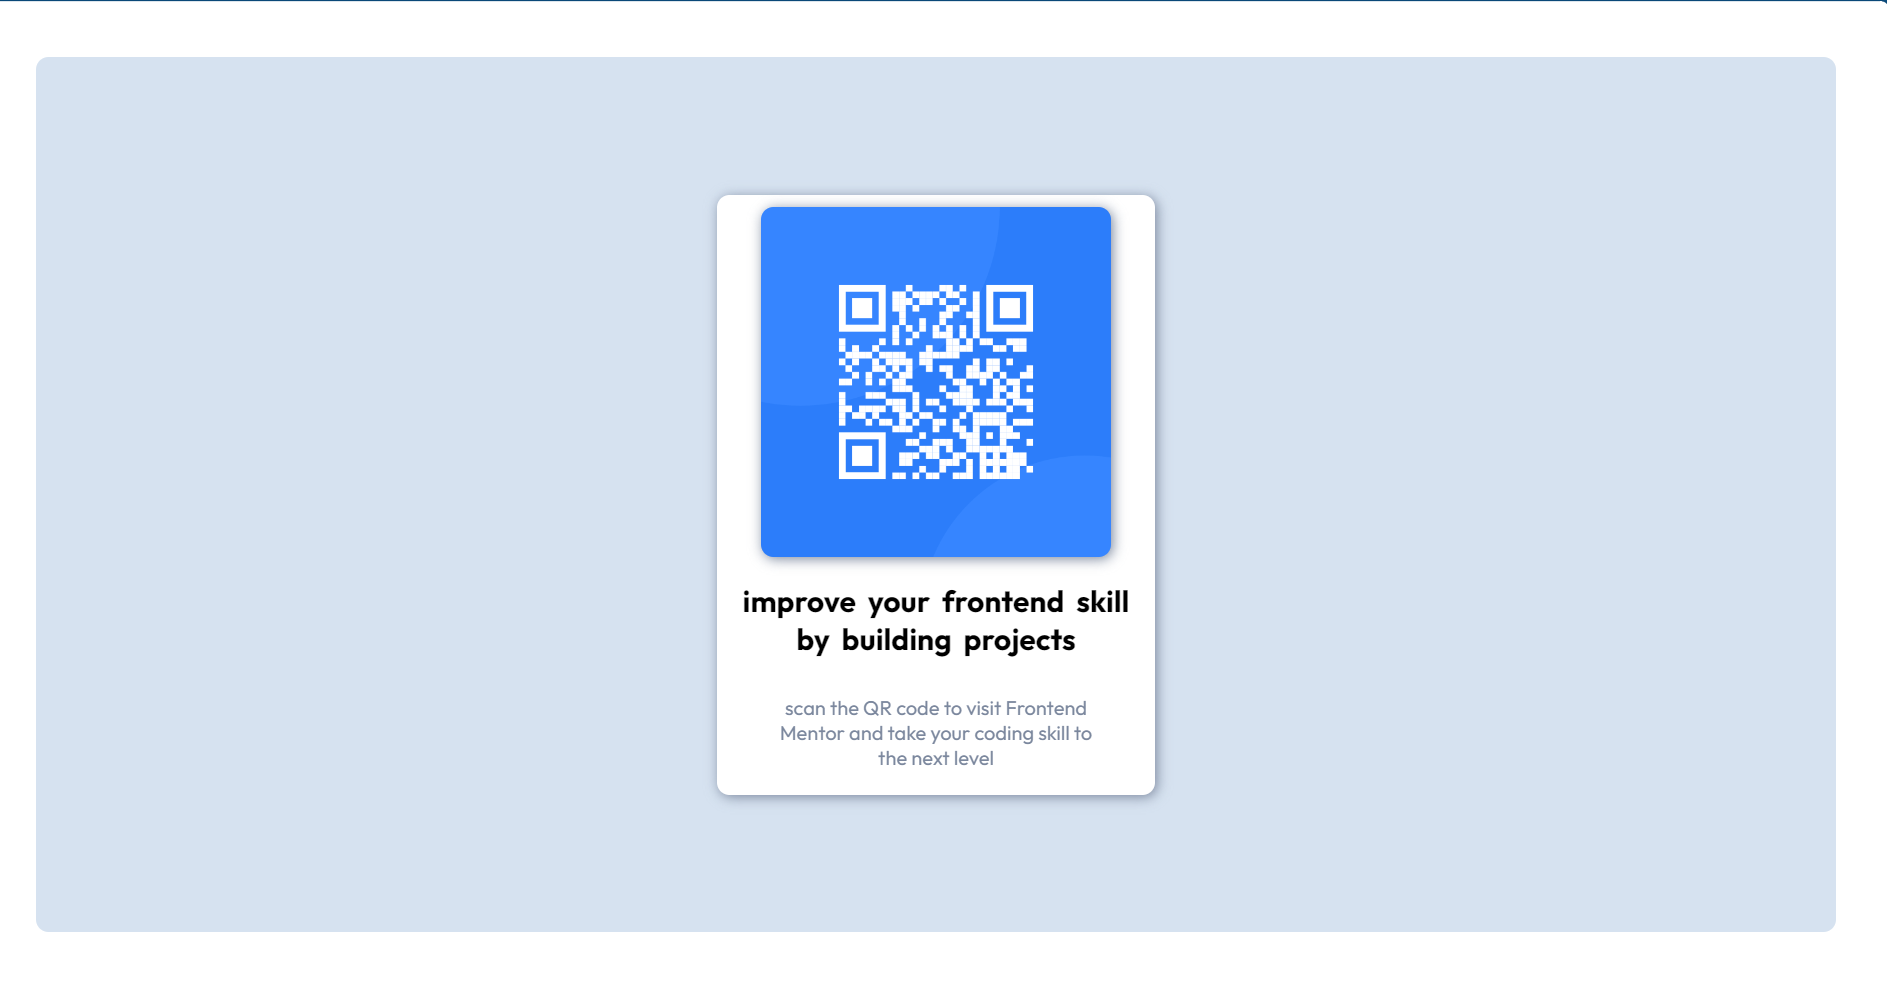 improve your frontend skill
by building projects
scan the QR code to visit Frontend
Mentor and take your coding skill to
the next level